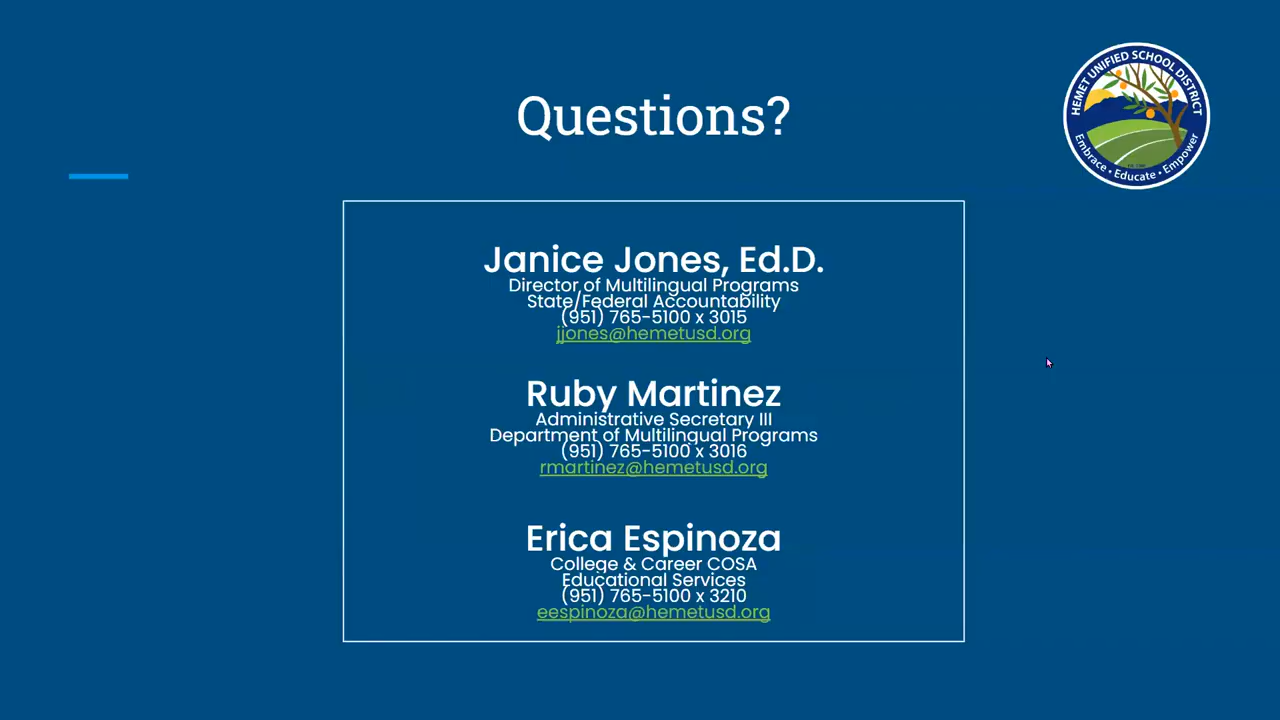 Questions?
HEMET UNIFIED SCHOOL DISTRICT
Embrace • Educate • Empower
Janice Jones, Ed.D.
Director of Multilingual Programs
State/Federal Accountability
(951) 765-5100 x 3015
jjones@hemetusd.org
Ruby Martinez
Administrative Secretary III
Department of Multilingual Programs
(951) 765-5100 x 3016
rmartinez@hemetusd.org
Erica Espinoza
College & Career COSA
Educational Services
(951) 765-5100 x 3210
eespinoza@hemetusd.org